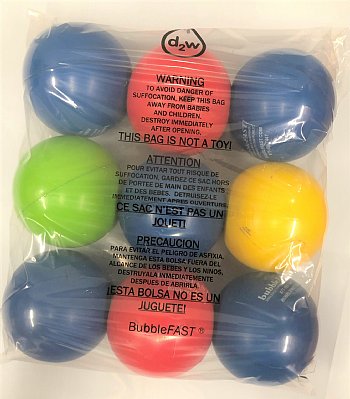 d2w
WARNING
TO AVOID DANGER OF
SUFFOCATION, KEEP THIS BAG
AWAY FROM BABIES
AND CHILDREN.
DESTROY IMMEDIATELY
AFTER OPENING.
THIS BAG IS NOT A TOY!
ATTENTION
POUR EVITAR TOUT RISQUE DE
SUFFOCATION, GARDEZ CE SAC HORS
DE PORTEE DE MAIN DES ENFANTS
ET DES BEBES. DETRUISEZ-LE
IMMEDIATEMENT APRES OUVERTURE.
CE SAC N'EST PAS UN
JOUET!
PRECAUCION
PARA EVITAR EL PELIGRO DE ASFIXIA,
MANTENGA ESTA BOLSA FUERA DEL
ALCANCE DE LOS BEBES Y LOS NINOS.
DESTRUYALA INMEDIATAMENTE
DESPUES DE ABRIRLA.
¡ESTA BOLSA NO ES UN
JUGUETE!
BubbleFAST ®